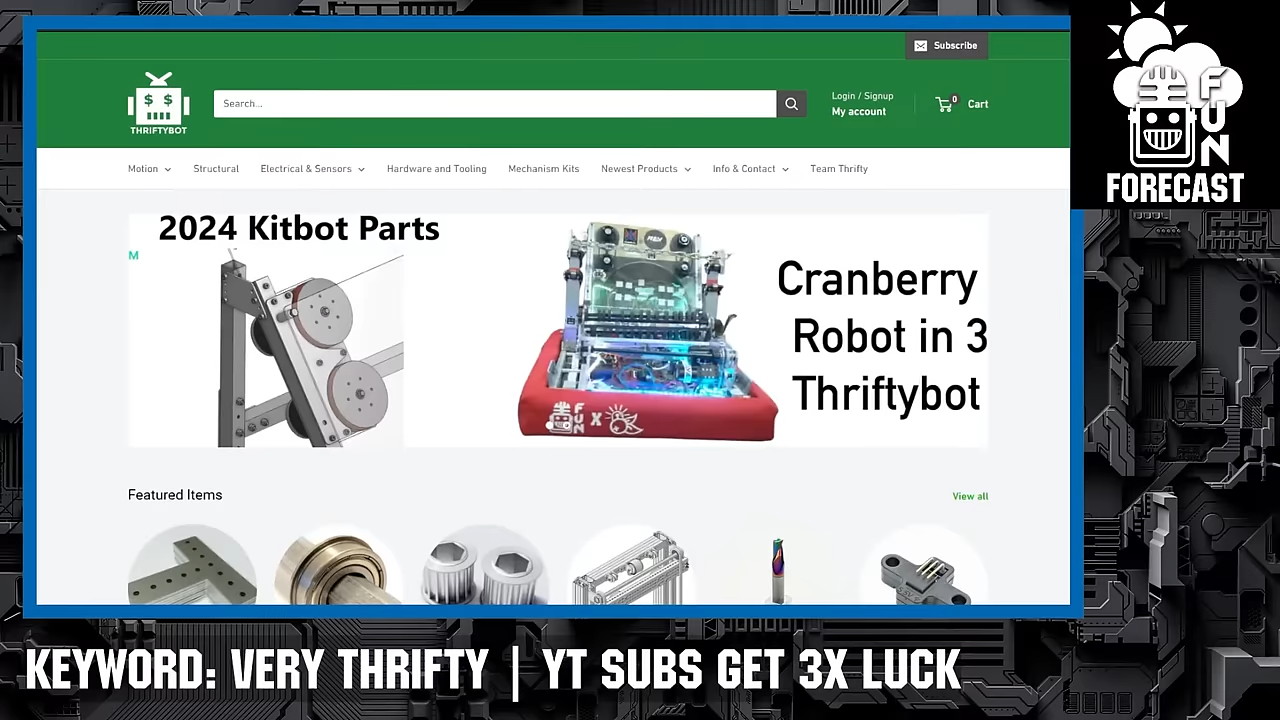 Subscribe
$ $
THRIFTYBOT
Search...
Login / Signup
My account
0
Cart
Motion
Structural
Electrical & Sensors
Hardware and Tooling
Mechanism Kits
Newest Products
Info & Contact
Team Thrifty
FUN
FORECAST
2024 Kitbot Parts
M
REV
FUN X
Cranberry
Robot in 3
Thriftybot
Featured Items
View all
KEYWORD: VERY THRIFTY | YT SUBS GET 3X LUCK